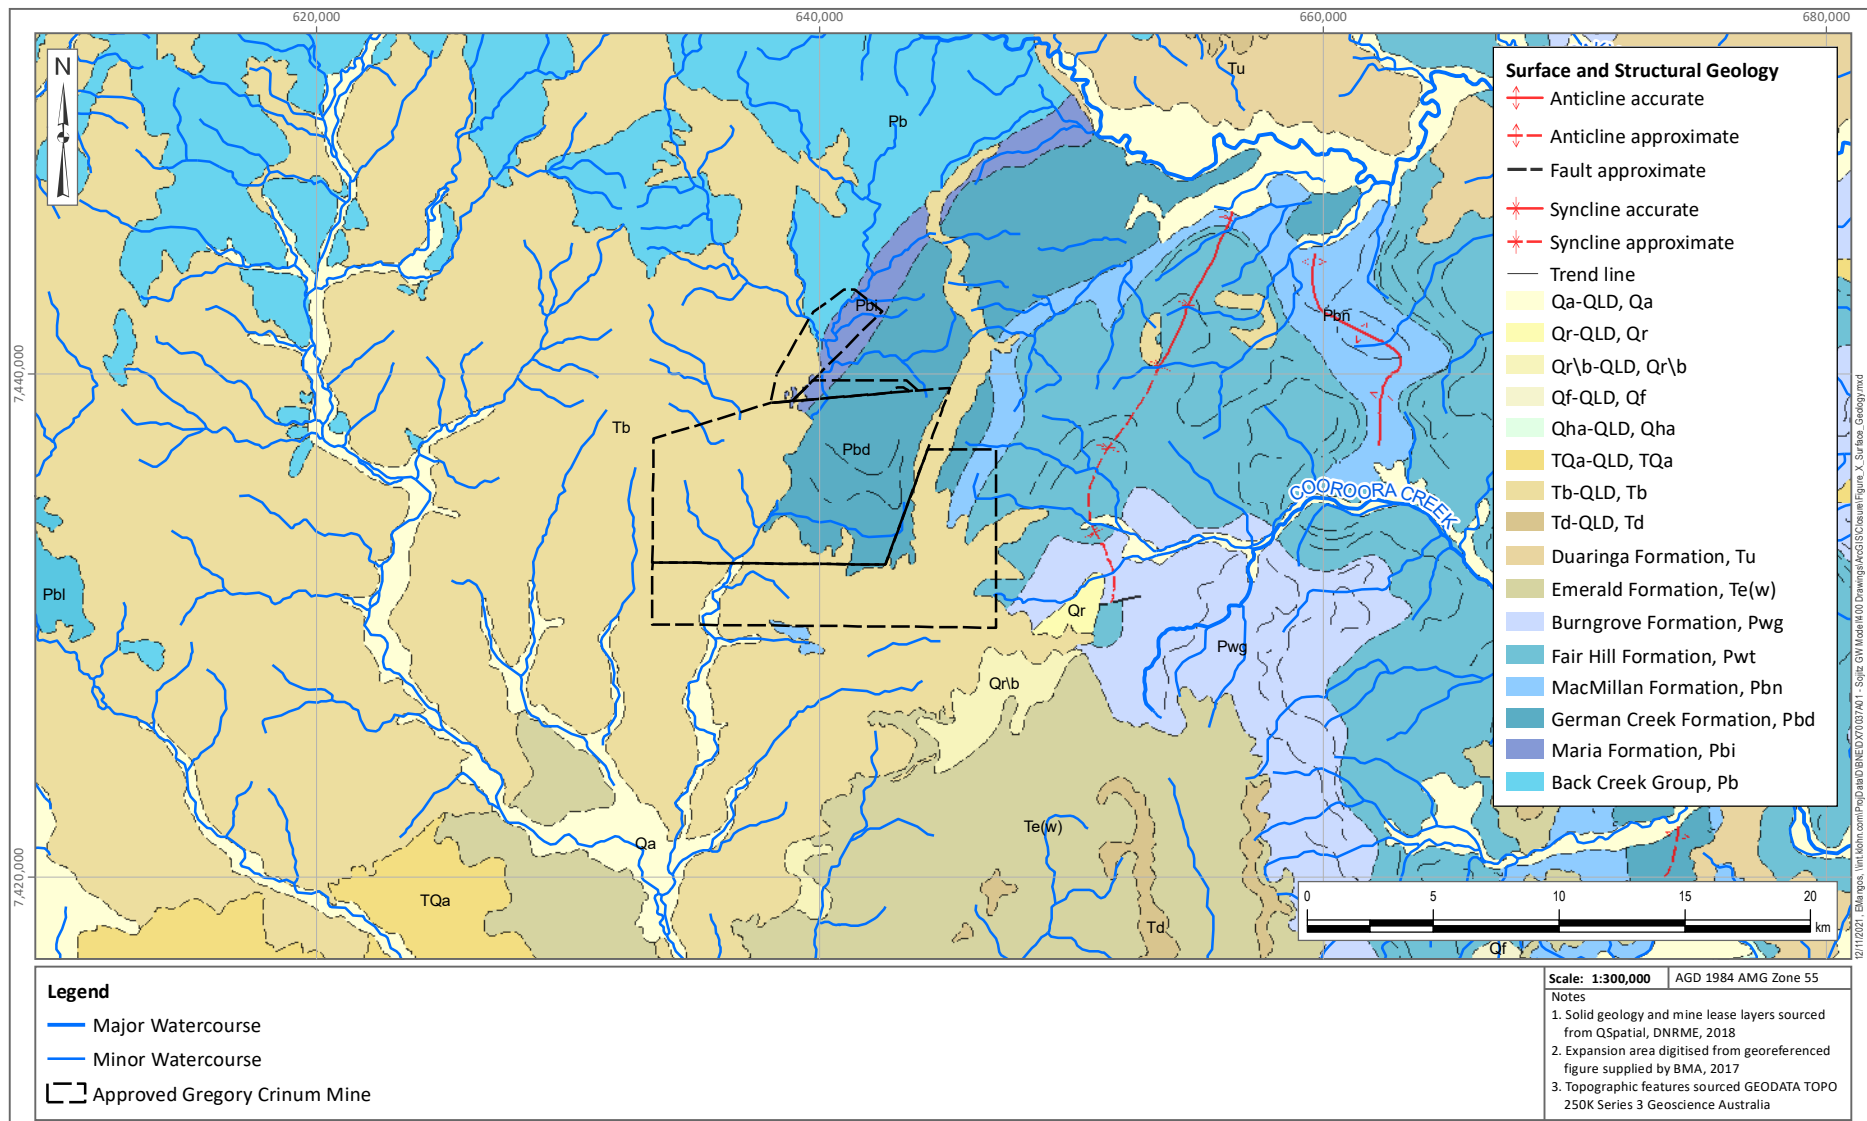 620,000
640,000
660,000
680,000
7,440,000
7,420,000
N
Tu
Pb
Pbi
Pbn
Tb
Pbd
COOROORA CREEK
Pbl
Qr
Pwg
Qr\b
Te(w)
Qa
TQa
Td
Qf
Surface and Structural Geology
Anticline accurate
Anticline approximate
Fault approximate
Syncline accurate
Syncline approximate
Trend line
Qa-QLD, Qa
Qr-QLD, Qr
Qr\b-QLD, Qr\b
Qf-QLD, Qf
Qha-QLD, Qha
TQa-QLD, TQa
Tb-QLD, Tb
Td-QLD, Td
Duaringa Formation, Tu
Emerald Formation, Te(w)
Burngrove Formation, Pwg
Fair Hill Formation, Pwt
MacMillan Formation, Pbn
German Creek Formation, Pbd
Maria Formation, Pbi
Back Creek Group, Pb
0 5 10 15 20
km
Legend
Major Watercourse
Minor Watercourse
Approved Gregory Crinum Mine
Scale: 1:300,000
AGD 1984 AMG Zone 55
Notes
1. Solid geology and mine lease layers sourced
from QSpatial, DNRME, 2018
2. Expansion area digitised from georeferenced
figure supplied by BMA, 2017
3. Topographic features sourced GEODATA TOPO
250K Series 3 Geoscience Australia